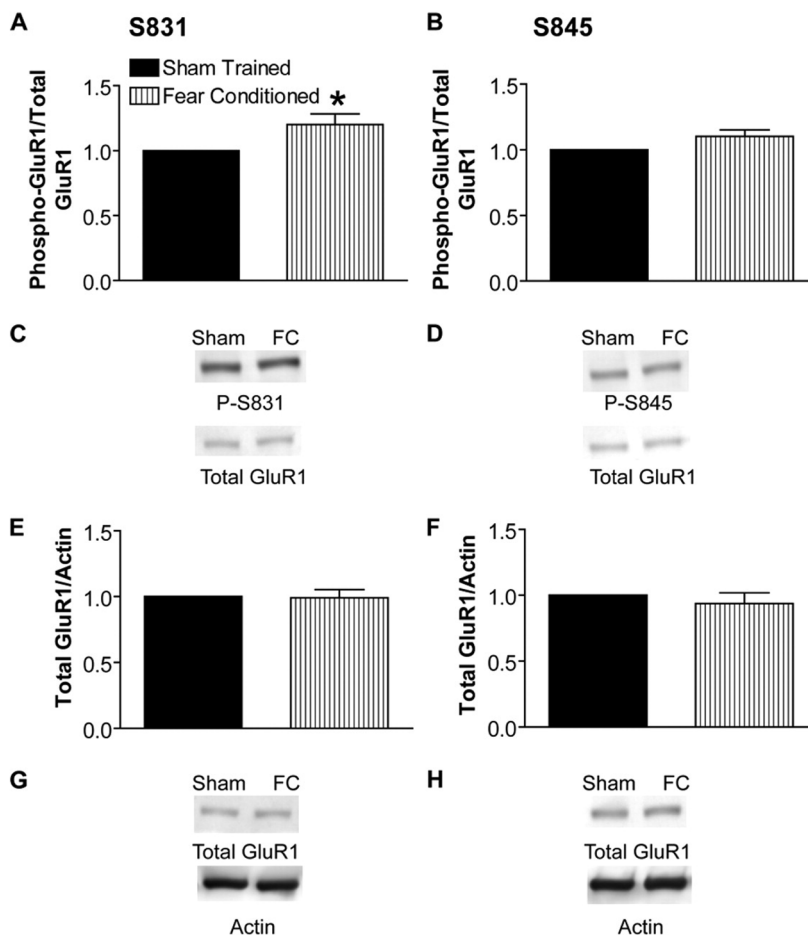 A
S831
Sham Trained
Fear Conditioned
*
Phospho-GluR1/Total
GluR1
1.5
1.0
0.5
0.0
B
S845
Phospho-GluR1/Total
GluR1
1.5
1.0
0.5
0.0
C
Sham FC
P-S831
Total GluR1
D
Sham FC
P-S845
Total GluR1
E
Total GluR1/Actin
1.5
1.0
0.5
0.0
F
Total GluR1/Actin
1.5
1.0
0.5
0.0
G
Sham FC
Total GluR1
Actin
H
Sham FC
Total GluR1
Actin